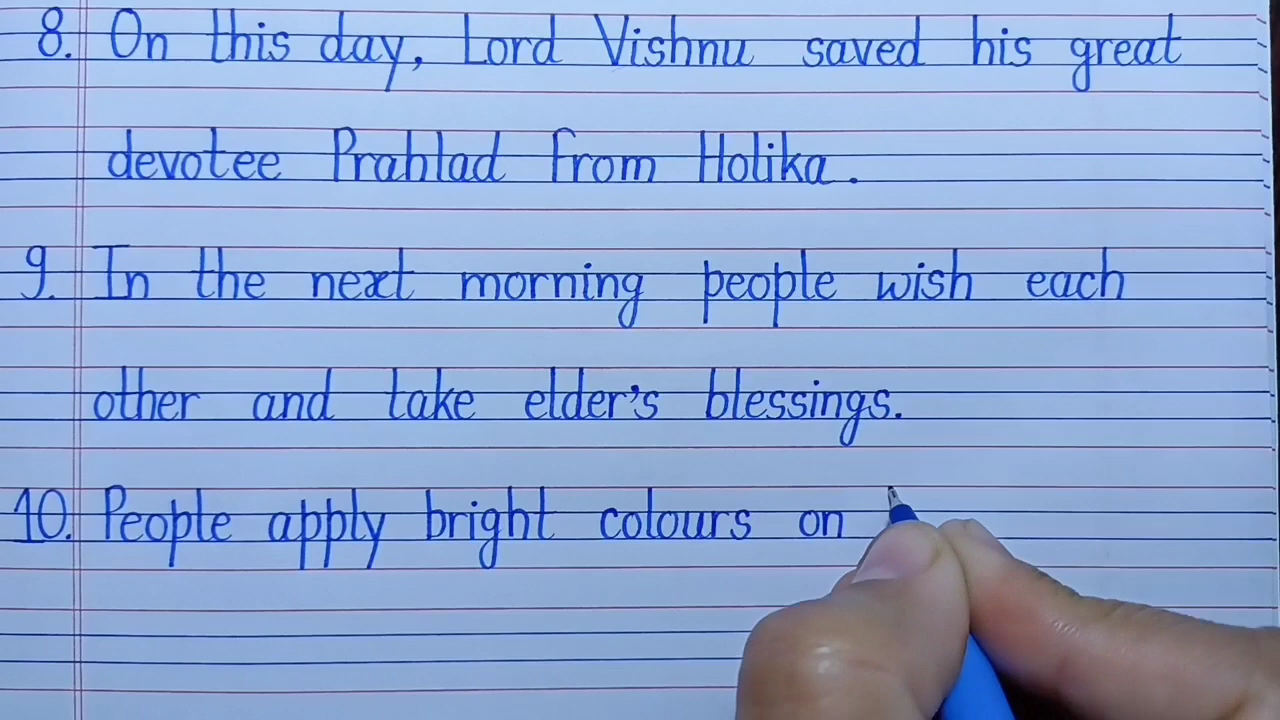 8. On this day, Lord Vishnu saved his great
devotee Prahlad from Holika.
9. In the next morning people wish each
other and take elder's blessings.
10. People apply bright colours on